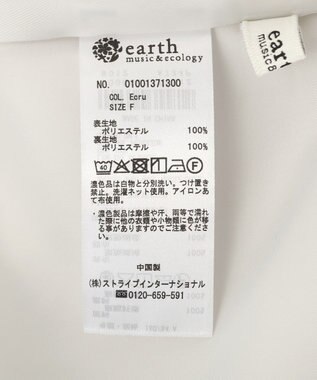 earth
music&ecology
NO. 01001371300
COL. Ecru
SIZE F
表生地
ポリエステル 100%
裏生地
ポリエステル 100%
40
F
濃色品は白物と分別洗い。つけ置き
禁止。洗濯ネット使用。アイロンあ
て布使用。
・濃色製品は摩擦や汗、雨等で濡れ
た際に他の衣類や小物類に色が移
る事がありますのでご注意下さい。
中国製
(株)ストライプインターナショナル
0120-659-591
ear
music&